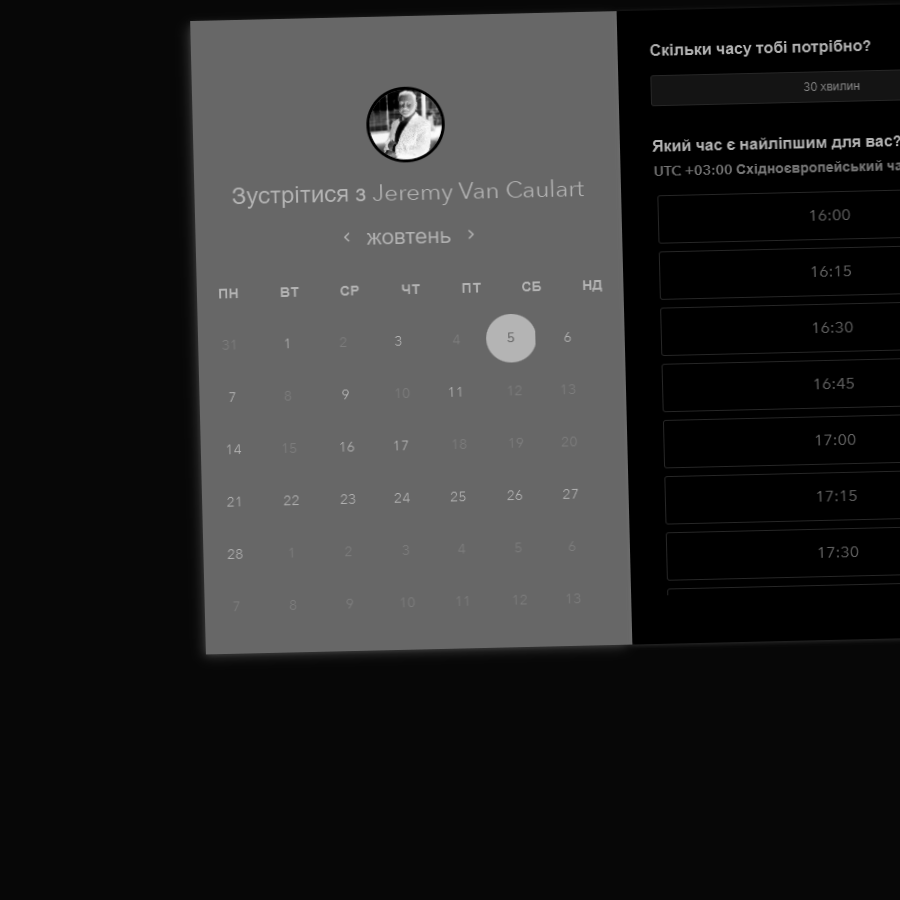 Зустрітися з Jeremy Van Caulart
жовтень
ПН ВТ СР ЧТ ПТ СБ НД
31 1 2 3 4 5 6
7 8 9 10 11 12 13
14 15 16 17 18 19 20
21 22 23 24 25 26 27
28 1 2 3 4 5 6
7 8 9 10 11 12 13
Скільки часу тобі потрібно?
30 хвилин
Який час є найліпшим для вас?
UTC +03:00 Східноєвропейський
16:00
16:15
16:30
16:45
17:00
17:15
17:30